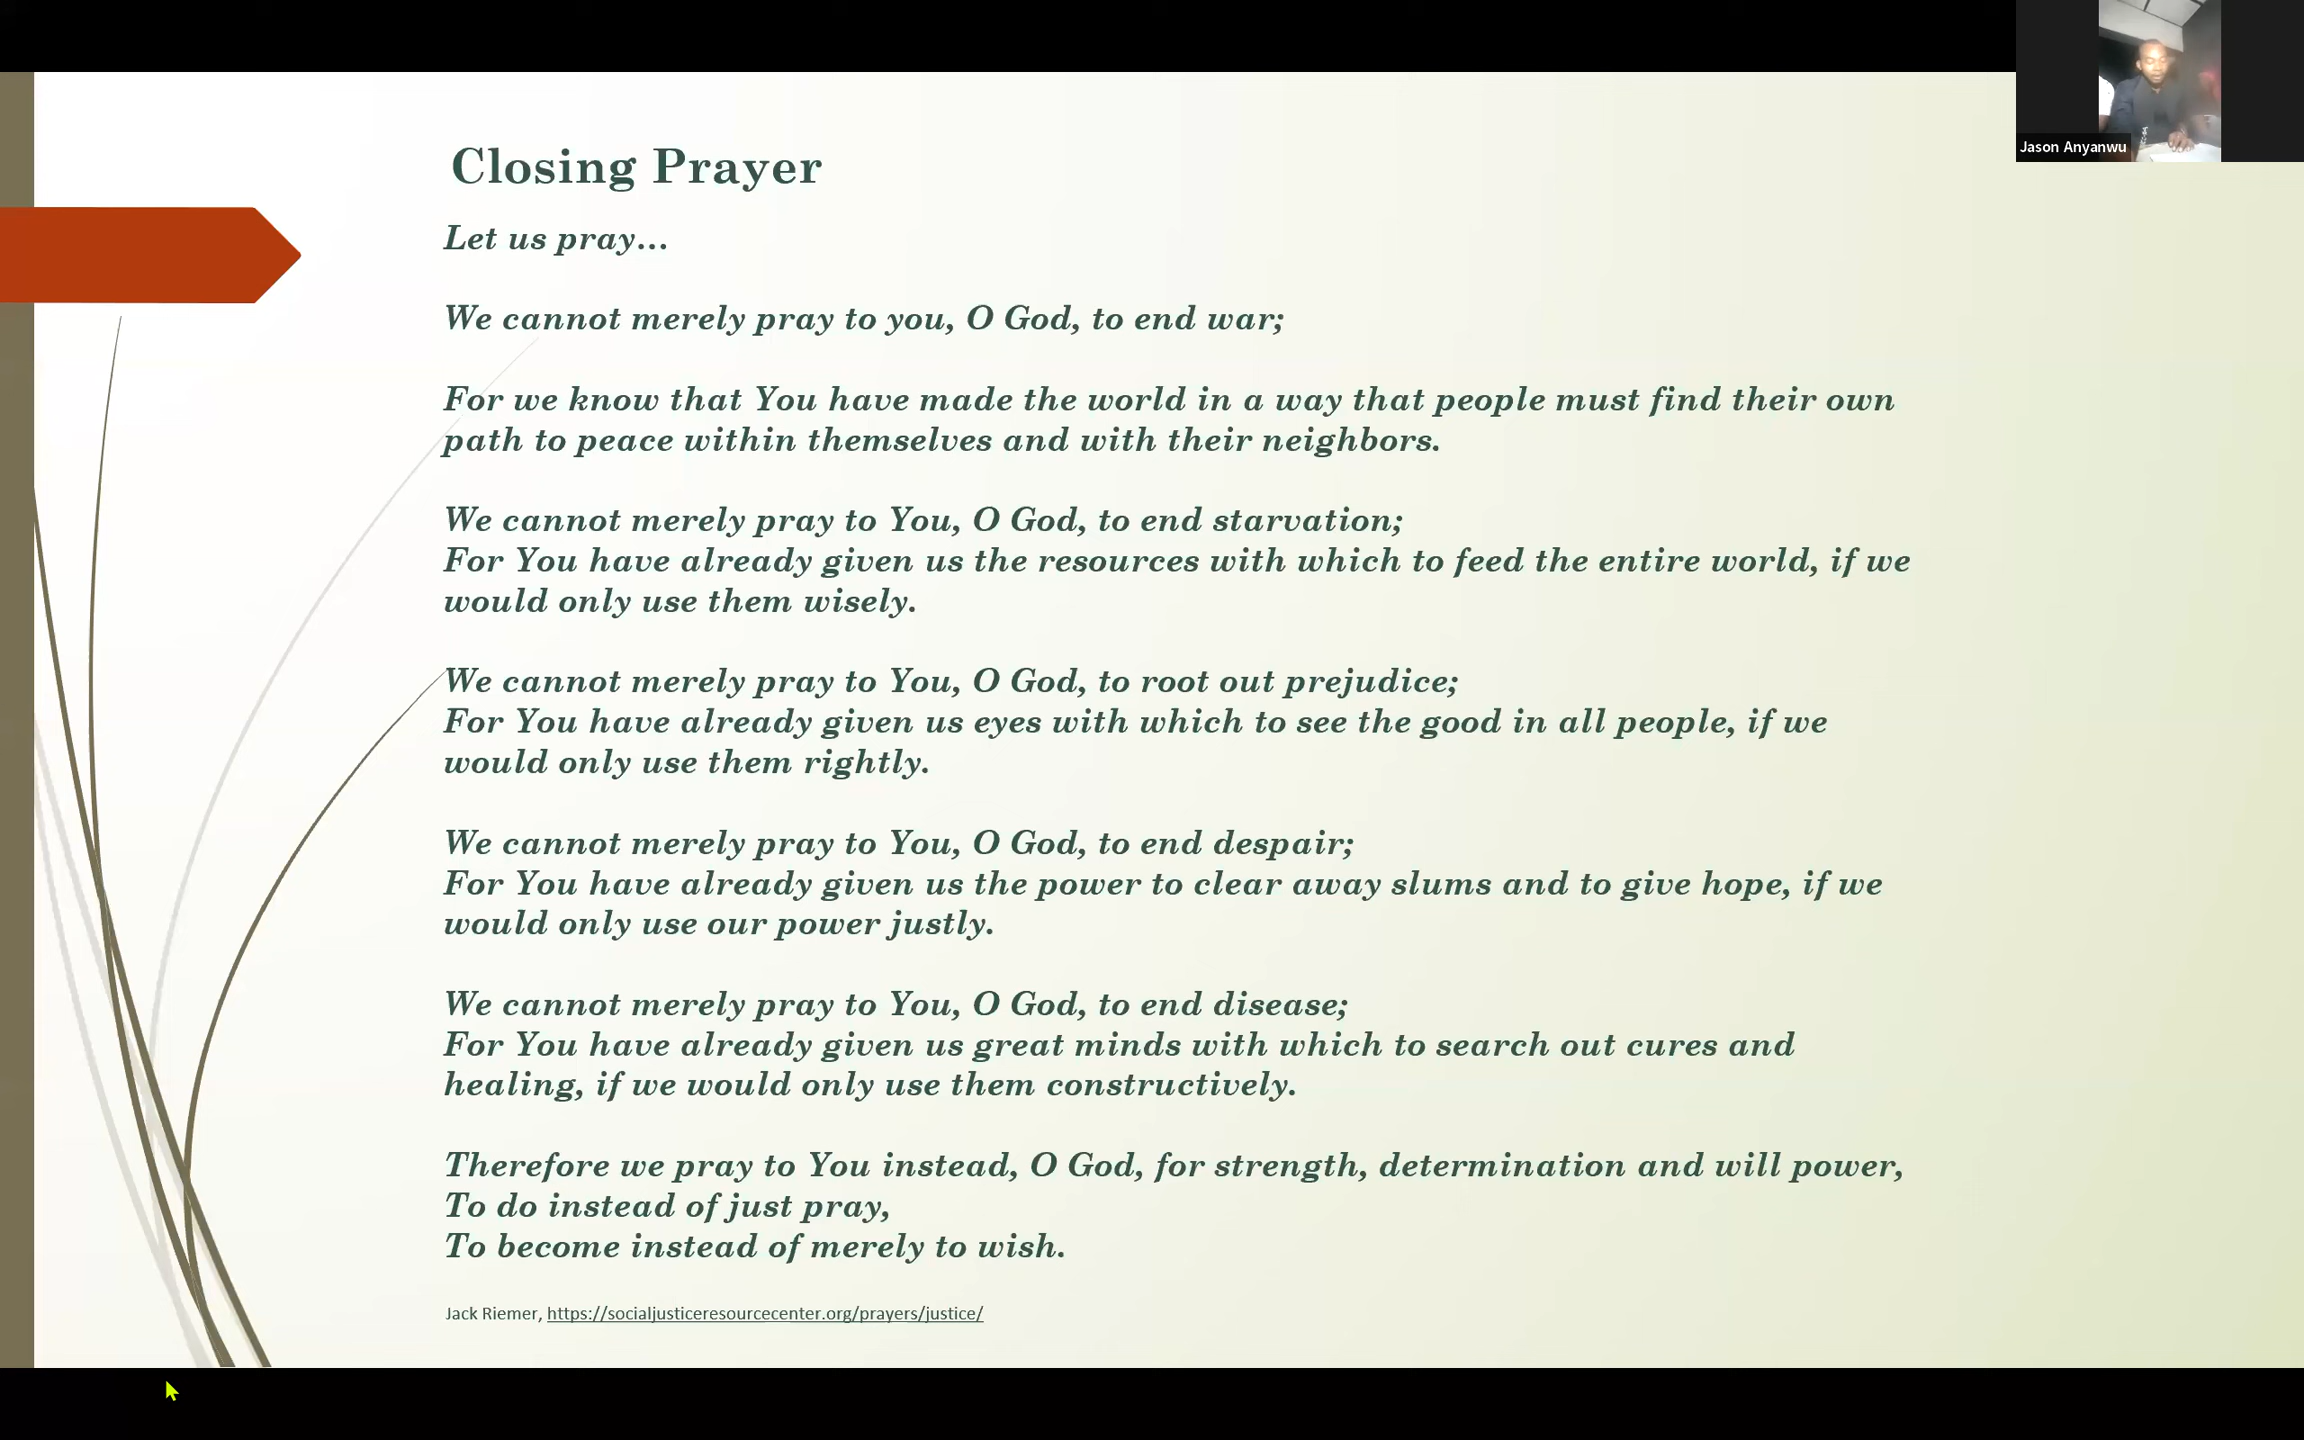 Jason Anyanwu
Closing Prayer
Let us pray...
We cannot merely pray to you, O God, to end war;
For we know that You have made the world in a way that people must find their own
path to peace within themselves and with their neighbors.
We cannot merely pray to You, O God, to end starvation;
For You have already given us the resources with which to feed the entire world, if we
would only use them wisely.
We cannot merely pray to You, O God, to root out prejudice;
For You have already given us eyes with which to see the good in all people, if we
would only use them rightly.
We cannot merely pray to You, O God, to end despair;
For You have already given us the power to clear away slums and to give hope, if we
would only use our power justly.
We cannot merely pray to You, O God, to end disease;
For You have already given us great minds with which to search out cures and
healing, if we would only use them constructively.
Therefore we pray to You instead, O God, for strength, determination and will power,
To do instead of just pray,
To become instead of merely to wish.
Jack Riemer, https://socialjusticeresourcecenter.org/prayers/justice/